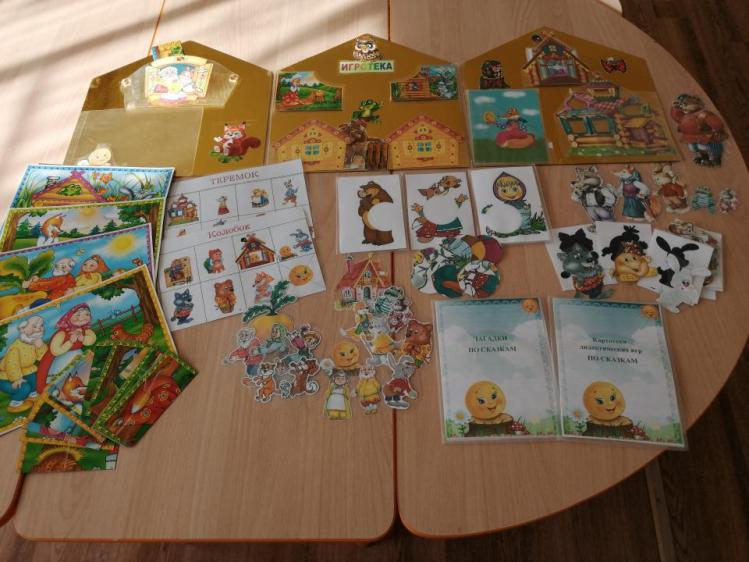 ИГРОТЕКА
ТЕРЕМОК
Колобок
ЗАГАДКИ
ПО СКАЗКАМ
Картотека
дидактических игр
ПО СКАЗКАМ